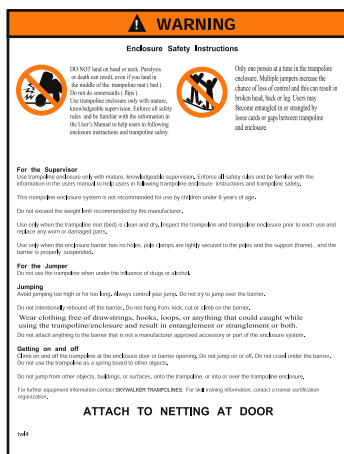 WARNING
Enclosure Safety Instructions
DO NOT land on head or neck. Paralysis
or death can result, even if you land in
the middle of the trampoline mat ( bed ).
Do not do somersaults ( flips ).
Use trampoline enclosure only with mature,
knowledgeable supervision. Enforce all safety
rules and be familiar with the information in
the User's Manual to help users in following
enclosure instructions and trampoline safety.
Only one person at a time in the trampoline
enclosure. Multiple jumpers increase the
chance of loss of control and this can result in
broken head, back or leg. Users may
Become entangled in or strangled by
loose cards or gaps between trampoline
and enclosure.
For the Supervisor
Use trampoline enclosure only with mature, knowledgeable supervision. Enforce all safety rules and be familiar with the
information in the users manual to help users in following trampoline enclosure instructions and trampoline safety.
This trampoline enclosure system is not recommended for use by children under 6 years of age.
Do not exceed the weight limit recommended by the manufacturer.
Use only when the trampoline mat (bed) is clean and dry. Inspect the trampoline and trampoline enclosure prior to each use and
replace any worn or damaged parts.
Use only when the enclosure barrier has no holes, pole clamps are tightly secured to the poles and the support (frame) , and the
barrier is properly suspended.
For the Jumper
Do not use the trampoline when under the influence of drugs or alcohol.
Jumping
Avoid jumping too high or for too long. Always control your jump. Do not try to jump over the barrier.
Do not intentionally rebound off the barrier. Do not hang from, kick, cut or climb on the barrier.
Wear clothing free of drawstrings, hooks, loops, or anything that could caught while
using the trampoline/enclosure and result in entanglement or strangulation or both.
Do not attach anything to the barrier that is not a manufacturer approved accessory or part of the enclosure system.
Getting on and off
Climb on and off the trampoline at the enclosure door or barrier opening. Do not jump on or off. Do not crawl under the barrier.
Do not use the trampoline as a spring board to other objects.
Do not jump from other objects, buildings, or surfaces, onto the trampoline, or into or over the trampoline enclosure.
For further equipment information contact SKYWALKER TRAMPOLINES. For skill training information, contact a trainer certification
organization.
ATTACH TO NETTING AT DOOR
twl4